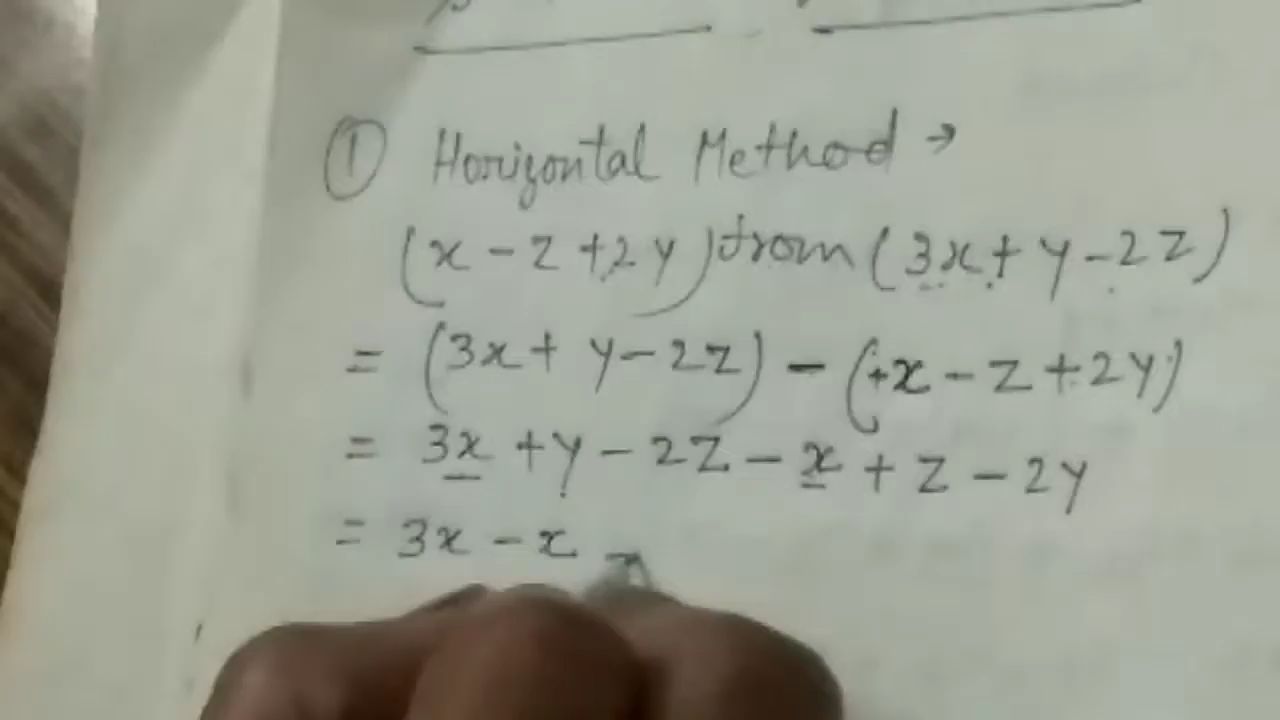 ① Horizontal Method →
(x - z + 2y) from (3x + y - 2z)
= (3x + y - 2z) - (+x - z + 2y)
= 3x + y - 2z - x + z - 2y
= 3x - x